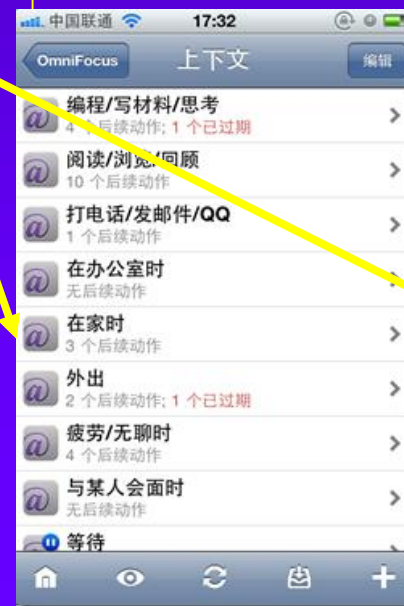 中国联通 17:32
OmniFocus 上下文 编辑
编程/写材料/思考
4 个后续动作; 1 个已过期
阅读/浏览/回顾
10 个后续动作
打电话/发邮件/QQ
1 个后续动作
在办公室时
无后续动作
在家时
3 个后续动作
外出
2 个后续动作; 1 个已过期
疲劳/无聊时
4 个后续动作
与某人会面时
无后续动作
等待